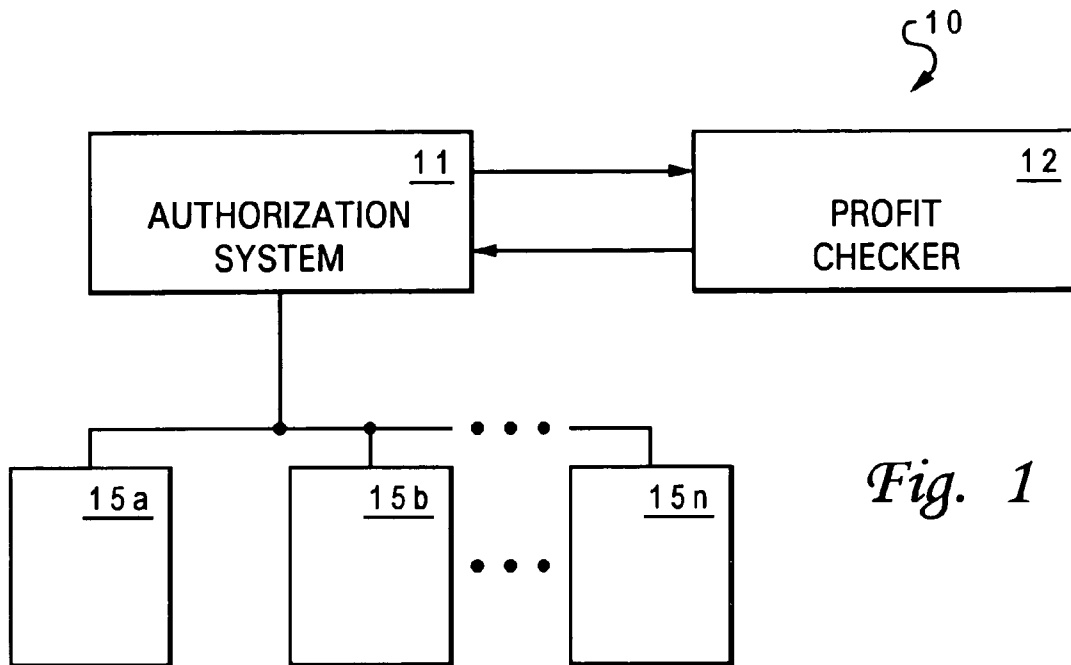 10
11
AUTHORIZATION
SYSTEM
12
PROFIT
CHECKER
15a
15b
15n
Fig. 1